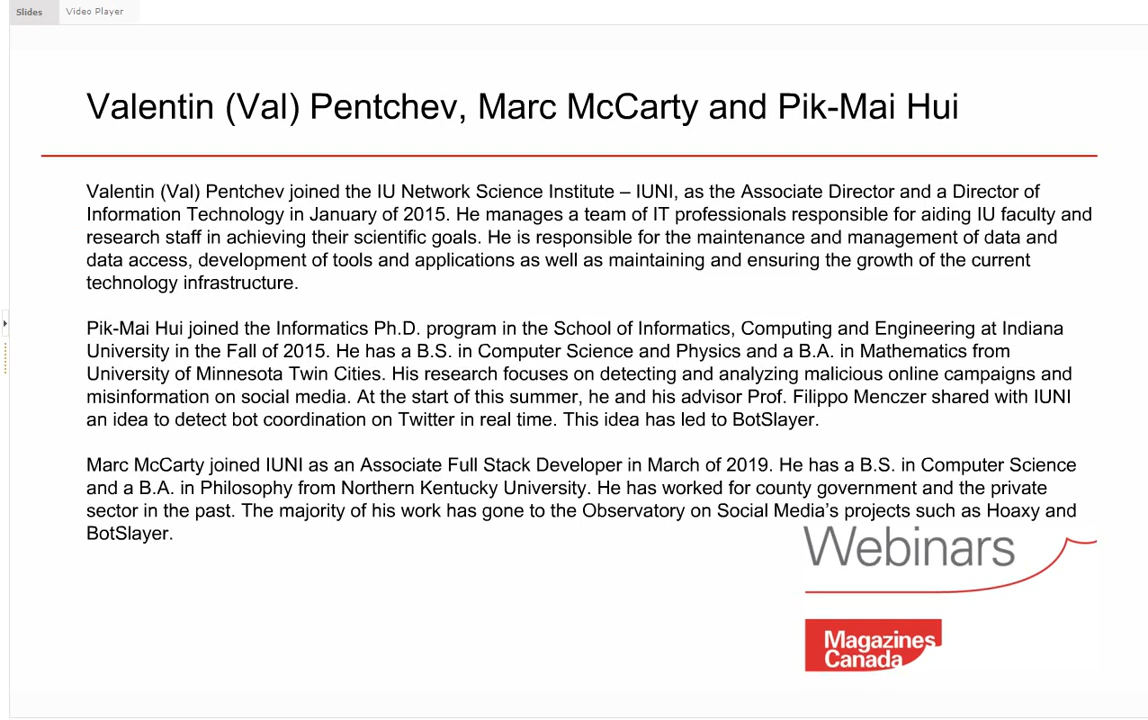 Slides
Video Player
Valentin (Val) Pentchev, Marc McCarty and Pik-Mai Hui
Valentin (Val) Pentchev joined the IU Network Science Institute – IUNI, as the Associate Director and a Director of
Information Technology in January of 2015. He manages a team of IT professionals responsible for aiding IU faculty and
research staff in achieving their scientific goals. He is responsible for the maintenance and management of data and
data access, development of tools and applications as well as maintaining and ensuring the growth of the current
technology infrastructure.
Pik-Mai Hui joined the Informatics Ph.D. program in the School of Informatics, Computing and Engineering at Indiana
University in the Fall of 2015. He has a B.S. in Computer Science and Physics and a B.A. in Mathematics from
University of Minnesota Twin Cities. His research focuses on detecting and analyzing malicious online campaigns and
misinformation on social media. At the start of this summer, he and his advisor Prof. Filippo Menczer shared with IUNI
an idea to detect bot coordination on Twitter in real time. This idea has led to BotSlayer.
Marc McCarty joined IUNI as an Associate Full Stack Developer in March of 2019. He has a B.S. in Computer Science
and a B.A. in Philosophy from Northern Kentucky University. He has worked for county government and the private
sector in the past. The majority of his work has gone to the Observatory on Social Media's projects such as Hoaxy and
BotSlayer.
Webinars
Magazines
Canada